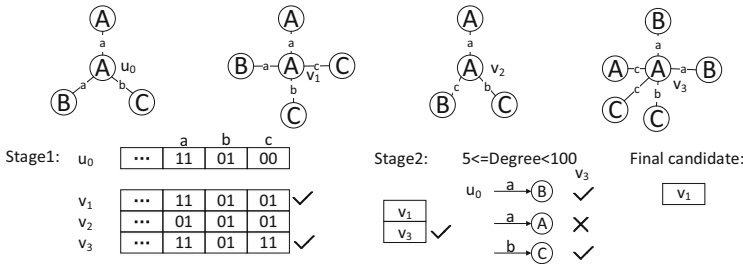 A A A B
a a a a
A u₀ B a A c C v₁ A v₂ A c A a B v₃
a b b c b c b
B C C B C C C
a b c
Stage1: u₀ ... 11 01 00
v₁ ... 11 01 01
v₂ ... 01 01 01
v₃ ... 11 01 11
Stage2: 5<=Degree<100
v₁
v₃
v₃
u₀ a B
a A
b C
Final candidate:
v₁